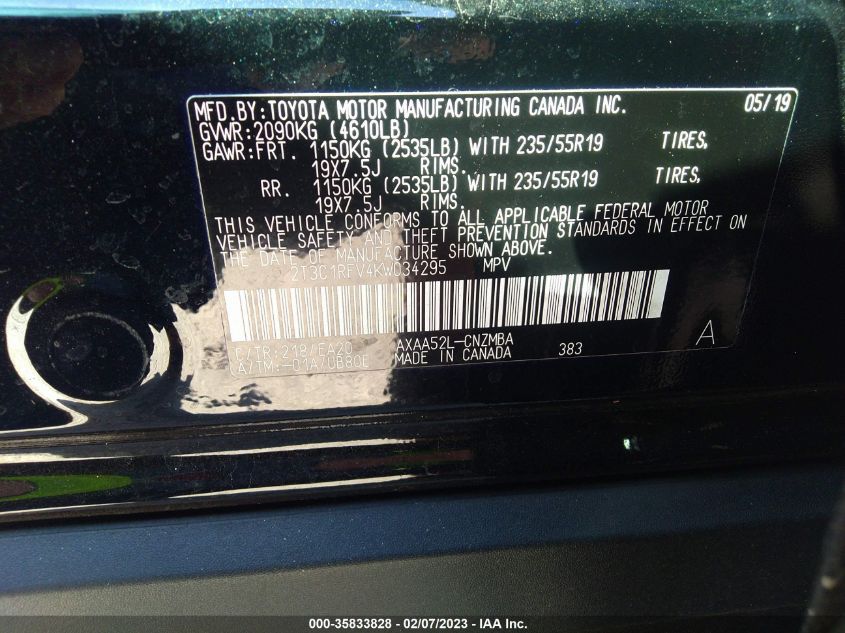 MFD.BY:TOYOTA MOTOR MANUFACTURING CANADA INC. 05/19
GVWR:2090KG (4610LB)
GAWR:FRT. 1150KG (2535LB) WITH 235/55R19 TIRES,
19X7.5J RIMS.
RR. 1150KG (2535LB) WITH 235/55R19 TIRES,
19X7.5J RIMS.
THIS VEHICLE CONFORMS TO ALL APPLICABLE FEDERAL MOTOR
VEHICLE SAFETY AND THEFT PREVENTION STANDARDS IN EFFECT ON
THE DATE OF MANUFACTURE SHOWN ABOVE.
2T3C1RFV4KW034295 MPV
C/TR:218/FA20 AXAA52L-CNZMBA
A/TM:-01A/0B80E MADE IN CANADA 383 A
000-35833828 - 02/07/2023 - IAA Inc.